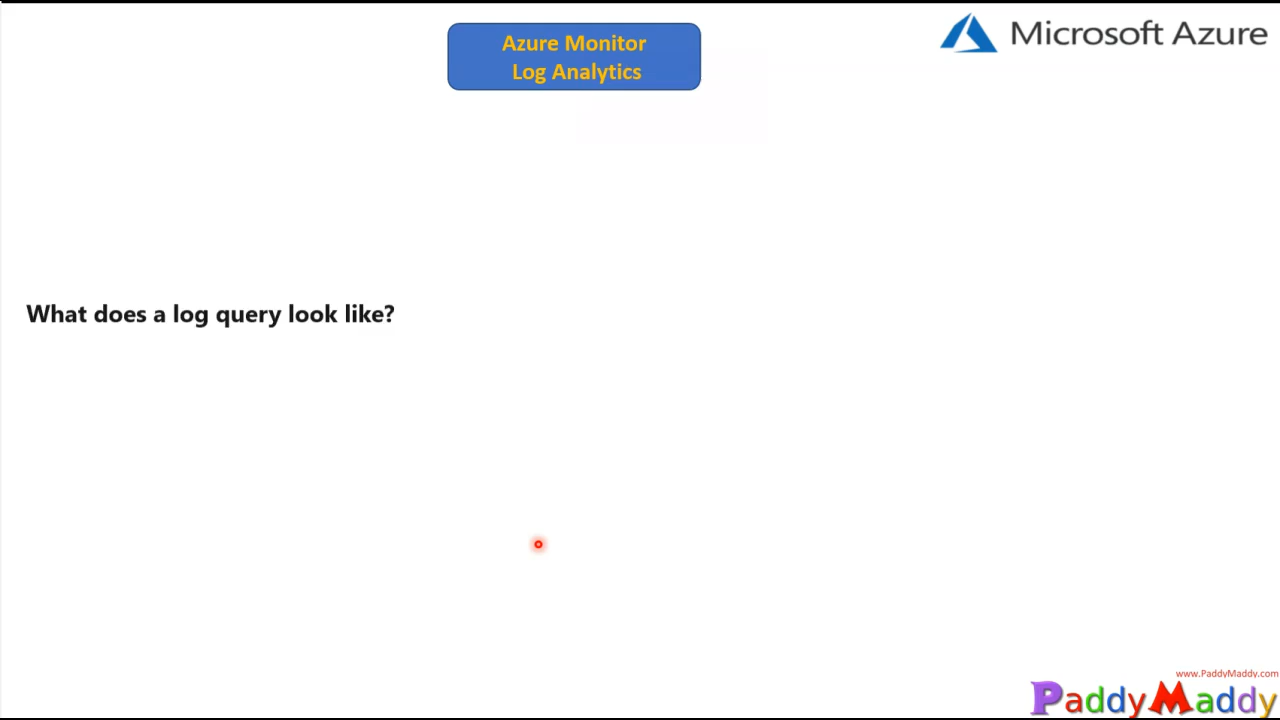 Azure Monitor
Log Analytics
Microsoft Azure
What does a log query look like?
www.PaddyMaddy.com
PaddyMaddy